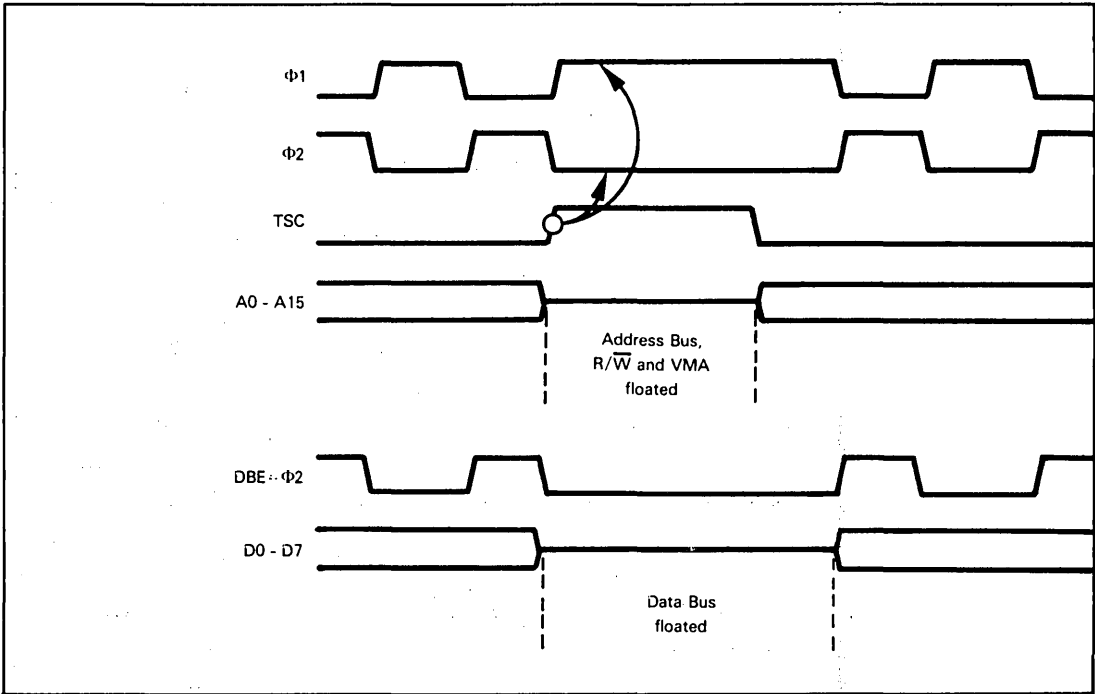 Φ1
Φ2
TSC
A0 - A15
Address Bus,
R/W̅ and VMA
floated
DBE = Φ2
D0 - D7
Data Bus
floated